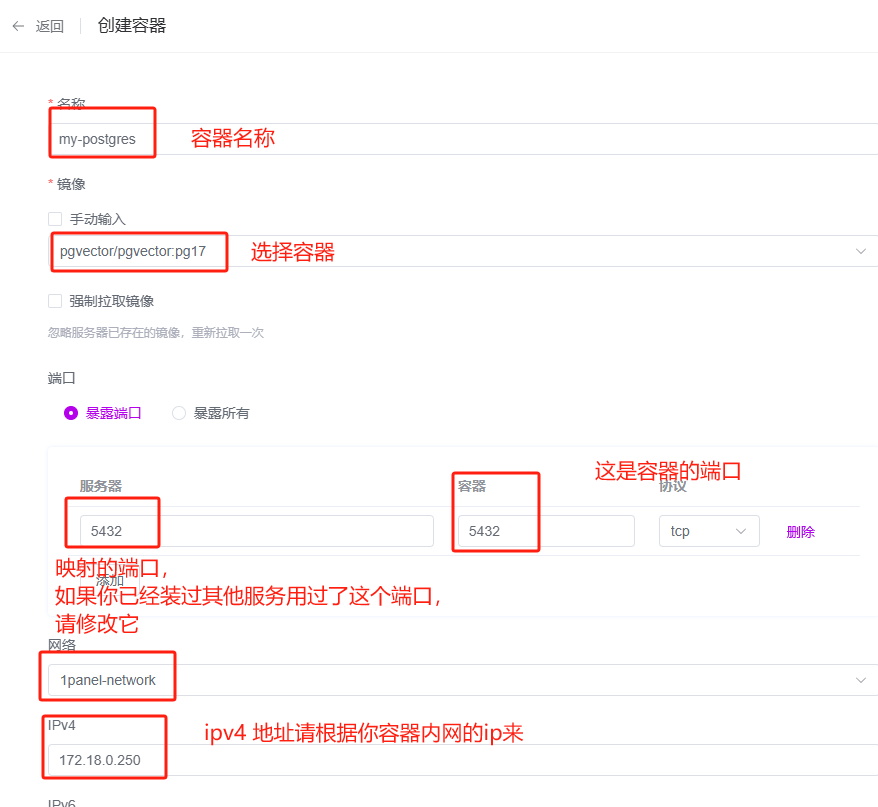 返回
创建容器
* 名称
my-postgres
容器名称
* 镜像
手动输入
pgvector/pgvector:pg17
选择容器
强制拉取镜像
忽略服务器已存在的镜像，重新拉取一次
端口
暴露端口
暴露所有
这是容器的端口
服务器
容器
协议
5432
5432
tcp
删除
映射的端口，
添加
如果你已经装过其他服务用过了这个端口，
请修改它
网络
1panel-network
IPv4
ipv4 地址请根据你容器内网的ip来
172.18.0.250
IPv6